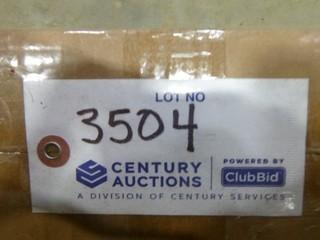 LOT NO
3504
CENTURY AUCTIONS
POWERED BY
ClubBid
A DIVISION OF CENTURY SERVICES